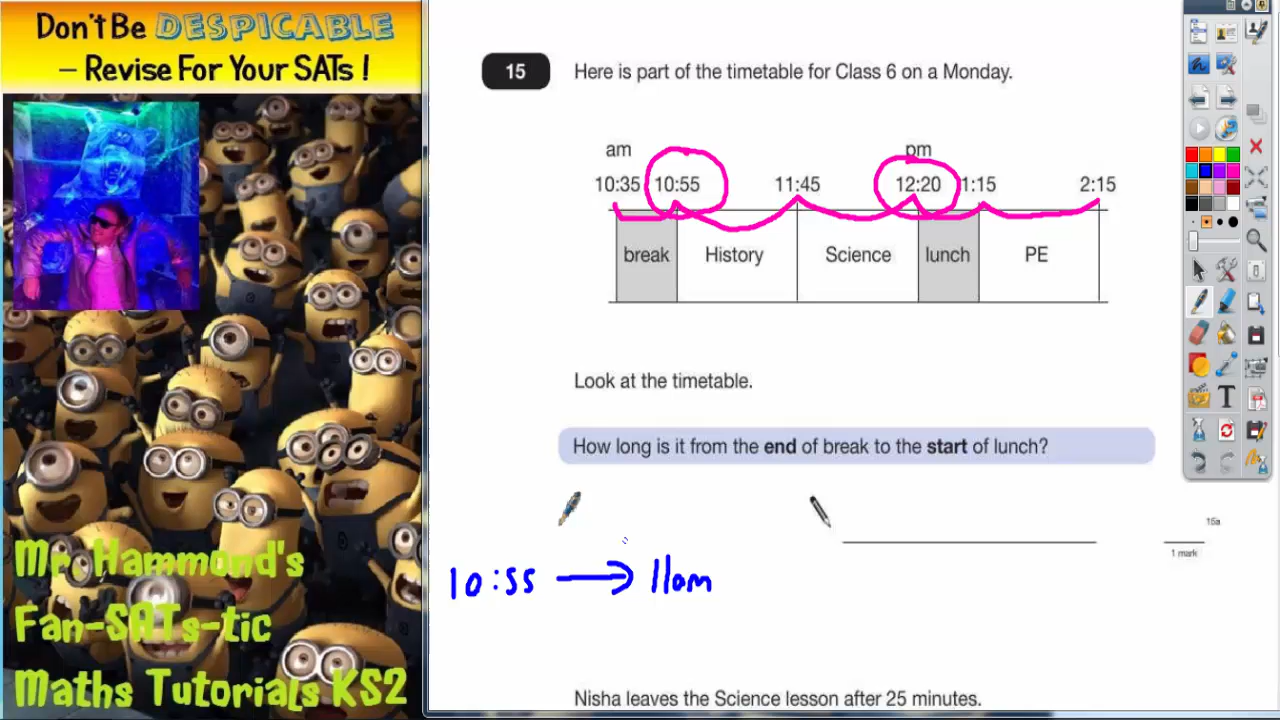 Don't Be DESPICABLE
– Revise For Your SATs !
15 Here is part of the timetable for Class 6 on a Monday.
am pm
10:35 10:55 11:45 12:20 1:15 2:15
break History Science lunch PE
Look at the timetable.
How long is it from the end of break to the start of lunch?
15a
1 mark
10:55 → 11am
Mr Hammond's
Fan-SATs-tic
Maths Tutorials KS2
Nisha leaves the Science lesson after 25 minutes.